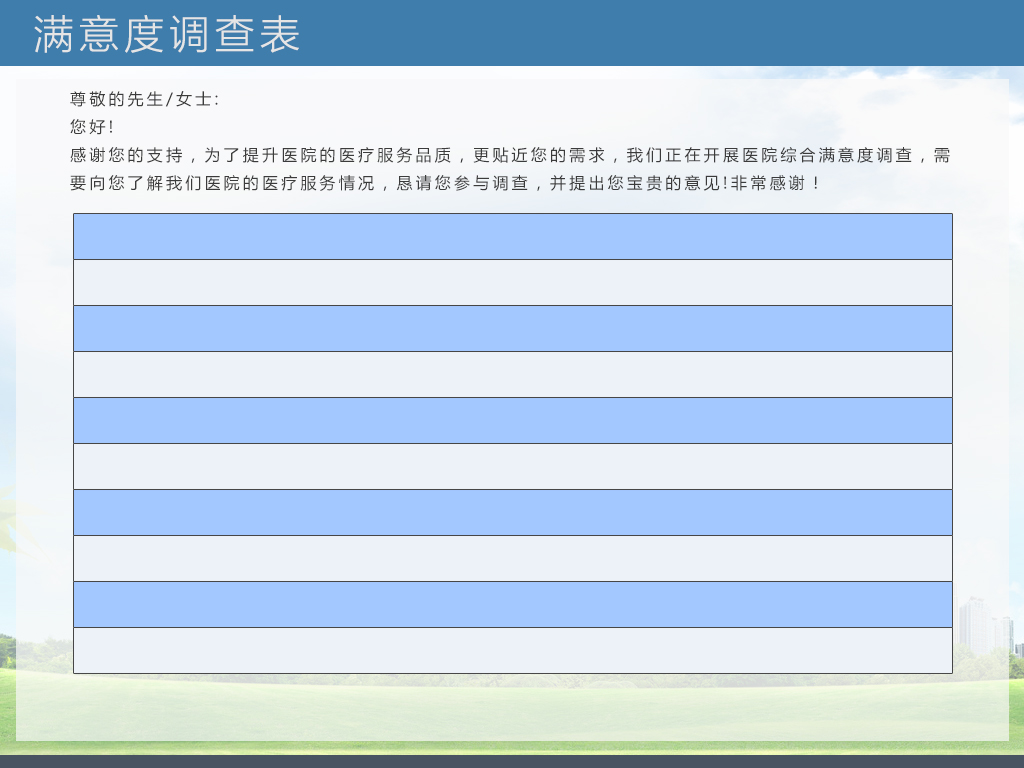 满意度调查表
尊敬的先生/女士:
您好!
感谢您的支持，为了提升医院的医疗服务品质，更贴近您的需求，我们正在开展医院综合满意度调查，需
要向您了解我们医院的医疗服务情况，恳请您参与调查，并提出您宝贵的意见!非常感谢！